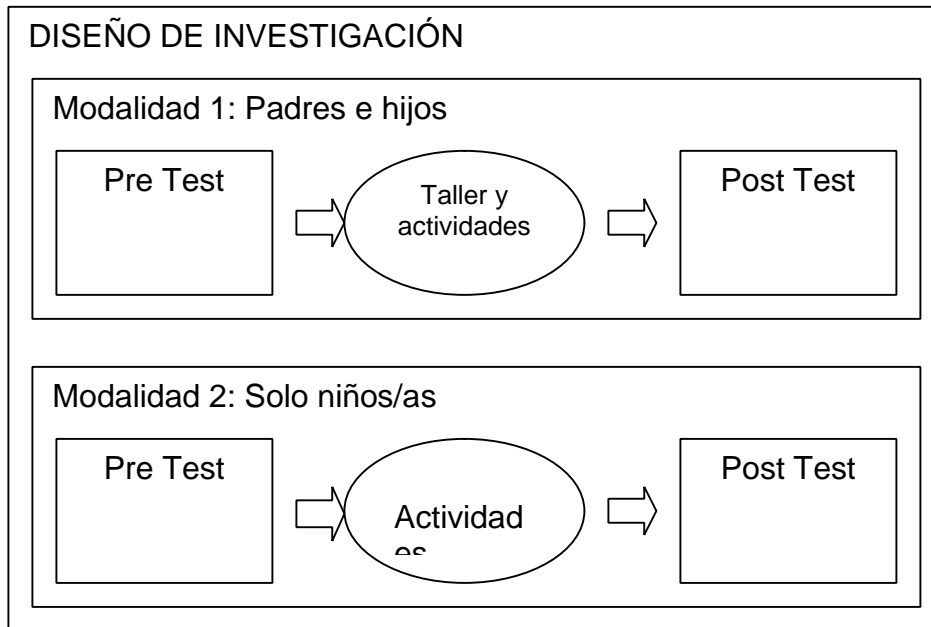 DISEÑO DE INVESTIGACIÓN
Modalidad 1: Padres e hijos
Pre Test
Taller y
actividades
Post Test
Modalidad 2: Solo niños/as
Pre Test
Actividad
es
Post Test